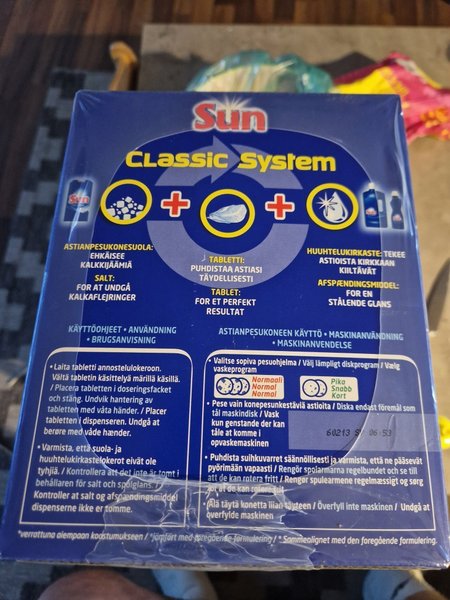 Sun
CLASSIC SYSTEM
Sun
ASTIANPESUKONESUOLA:
EHKÄISEE
KALKKIJÄÄMIÄ
SALT:
FOR AT UNDGÅ
KALKAFLEJRINGER
TABLETTI:
PUHDISTAA ASTIASI
TÄYDELLISESTI
TABLET:
FOR ET PERFEKT
RESULTAT
HUUHTELUKIRKASTE: TEKEE
ASTIOISTA KIRKKAAN
KIILTÄVÄT
AFSPÆNDINGSMIDDEL:
FOR EN
STÅLENDE GLANS
KÄYTTÖOHJEET • ANVÄNDNING
• BRUGSANVISNING
• Laita tabletti annostelulokeroon.
Vältä tabletin käsittelyä märillä käsillä.
/ Placera tabletten i doseringsfacket
och stäng. Undvik hantering av
tabletten med våta händer. / Placer
tabletten i dispenseren. Undgå at
berøre med våde hænder.
• Varmista, että suola- ja
huuhtelukirkastelokerot eivät ole
tyhjiä. / Kontrollera att det inte är tomt i
behållaren för salt och spolglans. /
Kontroller at salt og afspændingsmiddel
dispenserne ikke er tomme.
ASTIANPESUKONEEN KÄYTTÖ • MASKINANVÄNDNING
• MASKINANVENDELSE
• Valitse sopiva pesuohjelma / Välj lämpligt diskprogram / Vælg
vaskeprogram
Normaali
Normal
Normal
Pika
Snabb
Kort
• Pese vain konepesunkestäviä astioita / Diska endast föremål som
tål maskindisk / Vask
kun genstande der kan
tåle at komme i
opvaskemaskinen
60213 06:53
• Puhdista suihkuvarret säännöllisesti ja varmista, että ne pääsevät
pyörimään vapaasti / Rengör spolarmarna regelbundet och se till
att de kan rotera fritt / Rengør spulearmene regelmæssigt og sørg
for at de kan rotere frit
• Älä täytä konetta liian täyteen / Överfyll inte maskinen / Undgå at
overfylde maskinen
*verrattuna aiempaan koostumukseen / *jämfört med föregående formulering / * Sammenlignet med den foregående formulering.